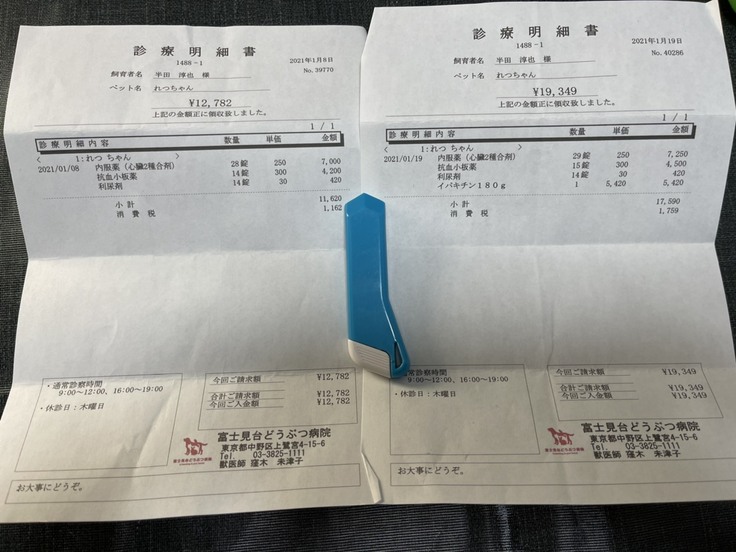 診療明細書
1488-1
2021年1月8日
No.39770
飼育者名 半田 淳也 様
ペット名 れつちゃん
¥12,782
上記の金額正に領収致しました。
1 / 1
診療明細内容 数量 単価 金額
< 1:れつ ちゃん >
2021/01/08 内服薬(心臓2種合剤) 28錠 250 7,000
抗血小板薬 14錠 300 4,200
利尿剤 14錠 30 420
小 計 11,620
消 費 税 1,162
・通常診察時間
9:00~12:00、16:00~19:00
・休診日:木曜日
今回ご請求額 ¥12,782
合計ご請求額 ¥12,782
今回ご入金額 ¥12,782
富士見台どうぶつ病院
東京都中野区上鷺宮4-15-6
Tel. 03-3825-1111
獣医師 窪木 未津子
お大事にどうぞ。
診療明細書
1488-1
2021年1月19日
No.40286
飼育者名 半田 淳也 様
ペット名 れつちゃん
¥19,349
上記の金額正に領収致しました。
1 / 1
診療明細内容 数量 単価 金額
< 1:れつ ちゃん >
2021/01/19 内服薬(心臓2種合剤) 29錠 250 7,250
抗血小板薬 15錠 300 4,500
利尿剤 14錠 30 420
イパキチン180g 1 5,420 5,420
小 計 17,590
消 費 税 1,759
常診察時間
9:00~12:00、16:00~19:00
・休診日:木曜日
今回ご請求額 ¥19,349
合計ご請求額 ¥19,349
今回ご入金額 ¥19,349
富士見台どうぶつ病院
東京都中野区上鷺宮4-15-6
Tel. 03-3825-1111
獣医師 窪木 未津子
お大事にどうぞ。